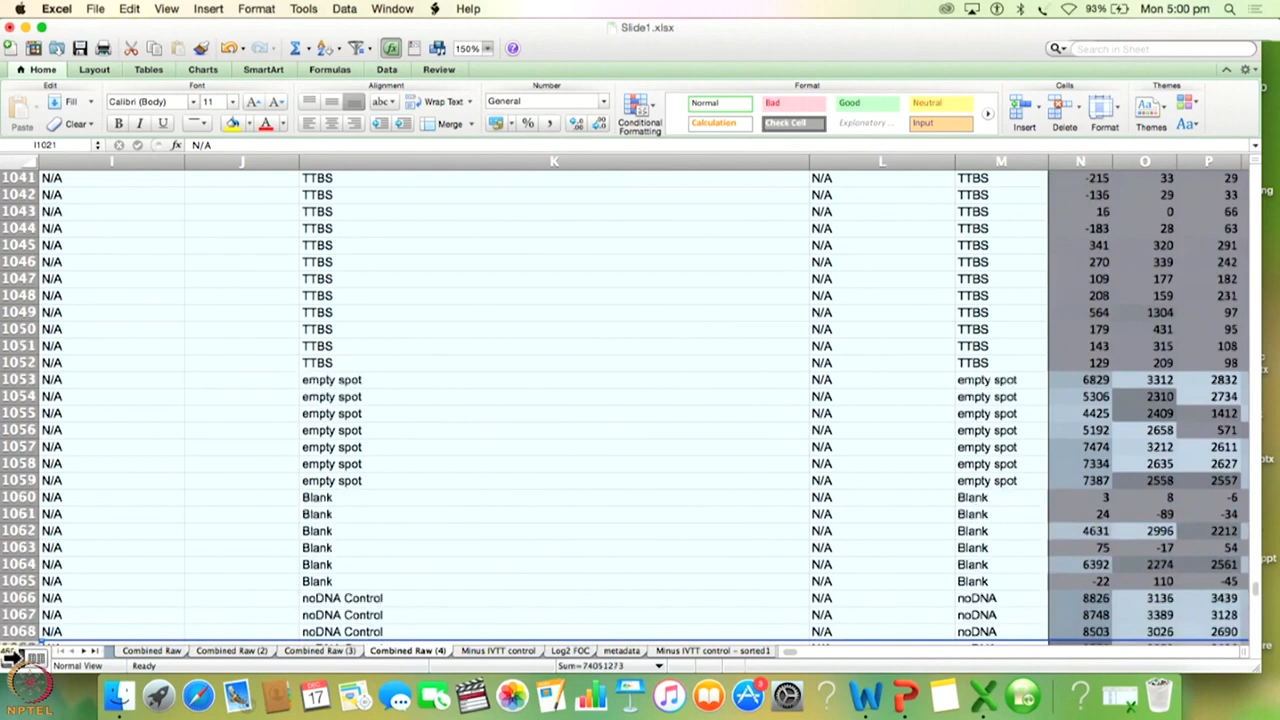 Excel File Edit View Insert Format Tools Data Window Help 93% Mon 5:00 pm
Slide1.xlsx
150% Search in Sheet
Home Layout Tables Charts SmartArt Formulas Data Review
Edit Font Alignment Number Format Cells Themes
Paste Fill Calibri (Body) 11 abc Wrap Text General Normal Bad Good Neutral
Clear B I U A Merge % Conditional Formatting Calculation Check Cell Explanatory ... Input Insert Delete Format Themes Aa
I1021 fx N/A
I J K L M N O P
1041 N/A TTBS N/A TTBS -215 33 29
1042 N/A TTBS N/A TTBS -136 29 33
1043 N/A TTBS N/A TTBS 16 0 66
1044 N/A TTBS N/A TTBS -183 28 63
1045 N/A TTBS N/A TTBS 341 320 291
1046 N/A TTBS N/A TTBS 270 339 242
1047 N/A TTBS N/A TTBS 109 177 182
1048 N/A TTBS N/A TTBS 208 159 231
1049 N/A TTBS N/A TTBS 564 1304 97
1050 N/A TTBS N/A TTBS 179 431 95
1051 N/A TTBS N/A TTBS 143 315 108
1052 N/A TTBS N/A TTBS 129 209 98
1053 N/A empty spot N/A empty spot 6829 3312 2832
1054 N/A empty spot N/A empty spot 5306 2310 2734
1055 N/A empty spot N/A empty spot 4425 2409 1412
1056 N/A empty spot N/A empty spot 5192 2658 571
1057 N/A empty spot N/A empty spot 7474 3212 2611
1058 N/A empty spot N/A empty spot 7334 2635 2627
1059 N/A empty spot N/A empty spot 7387 2558 2557
1060 N/A Blank N/A Blank 3 8 -6
1061 N/A Blank N/A Blank 24 -89 -34
1062 N/A Blank N/A Blank 4631 2996 2212
1063 N/A Blank N/A Blank 75 -17 54
1064 N/A Blank N/A Blank 6392 2274 2561
1065 N/A Blank N/A Blank -22 110 -45
1066 N/A noDNA Control N/A noDNA 8826 3136 3439
1067 N/A noDNA Control N/A noDNA 8748 3389 3128
1068 N/A noDNA Control N/A noDNA 8503 3026 2690
Combined Raw Combined Raw (2) Combined Raw (3) Combined Raw (4) Minus IVTT control Log2 FOC metadata Minus IVTT control - sorted1
Normal View Ready Sum=74051273
DEC 17 3
NPTEL